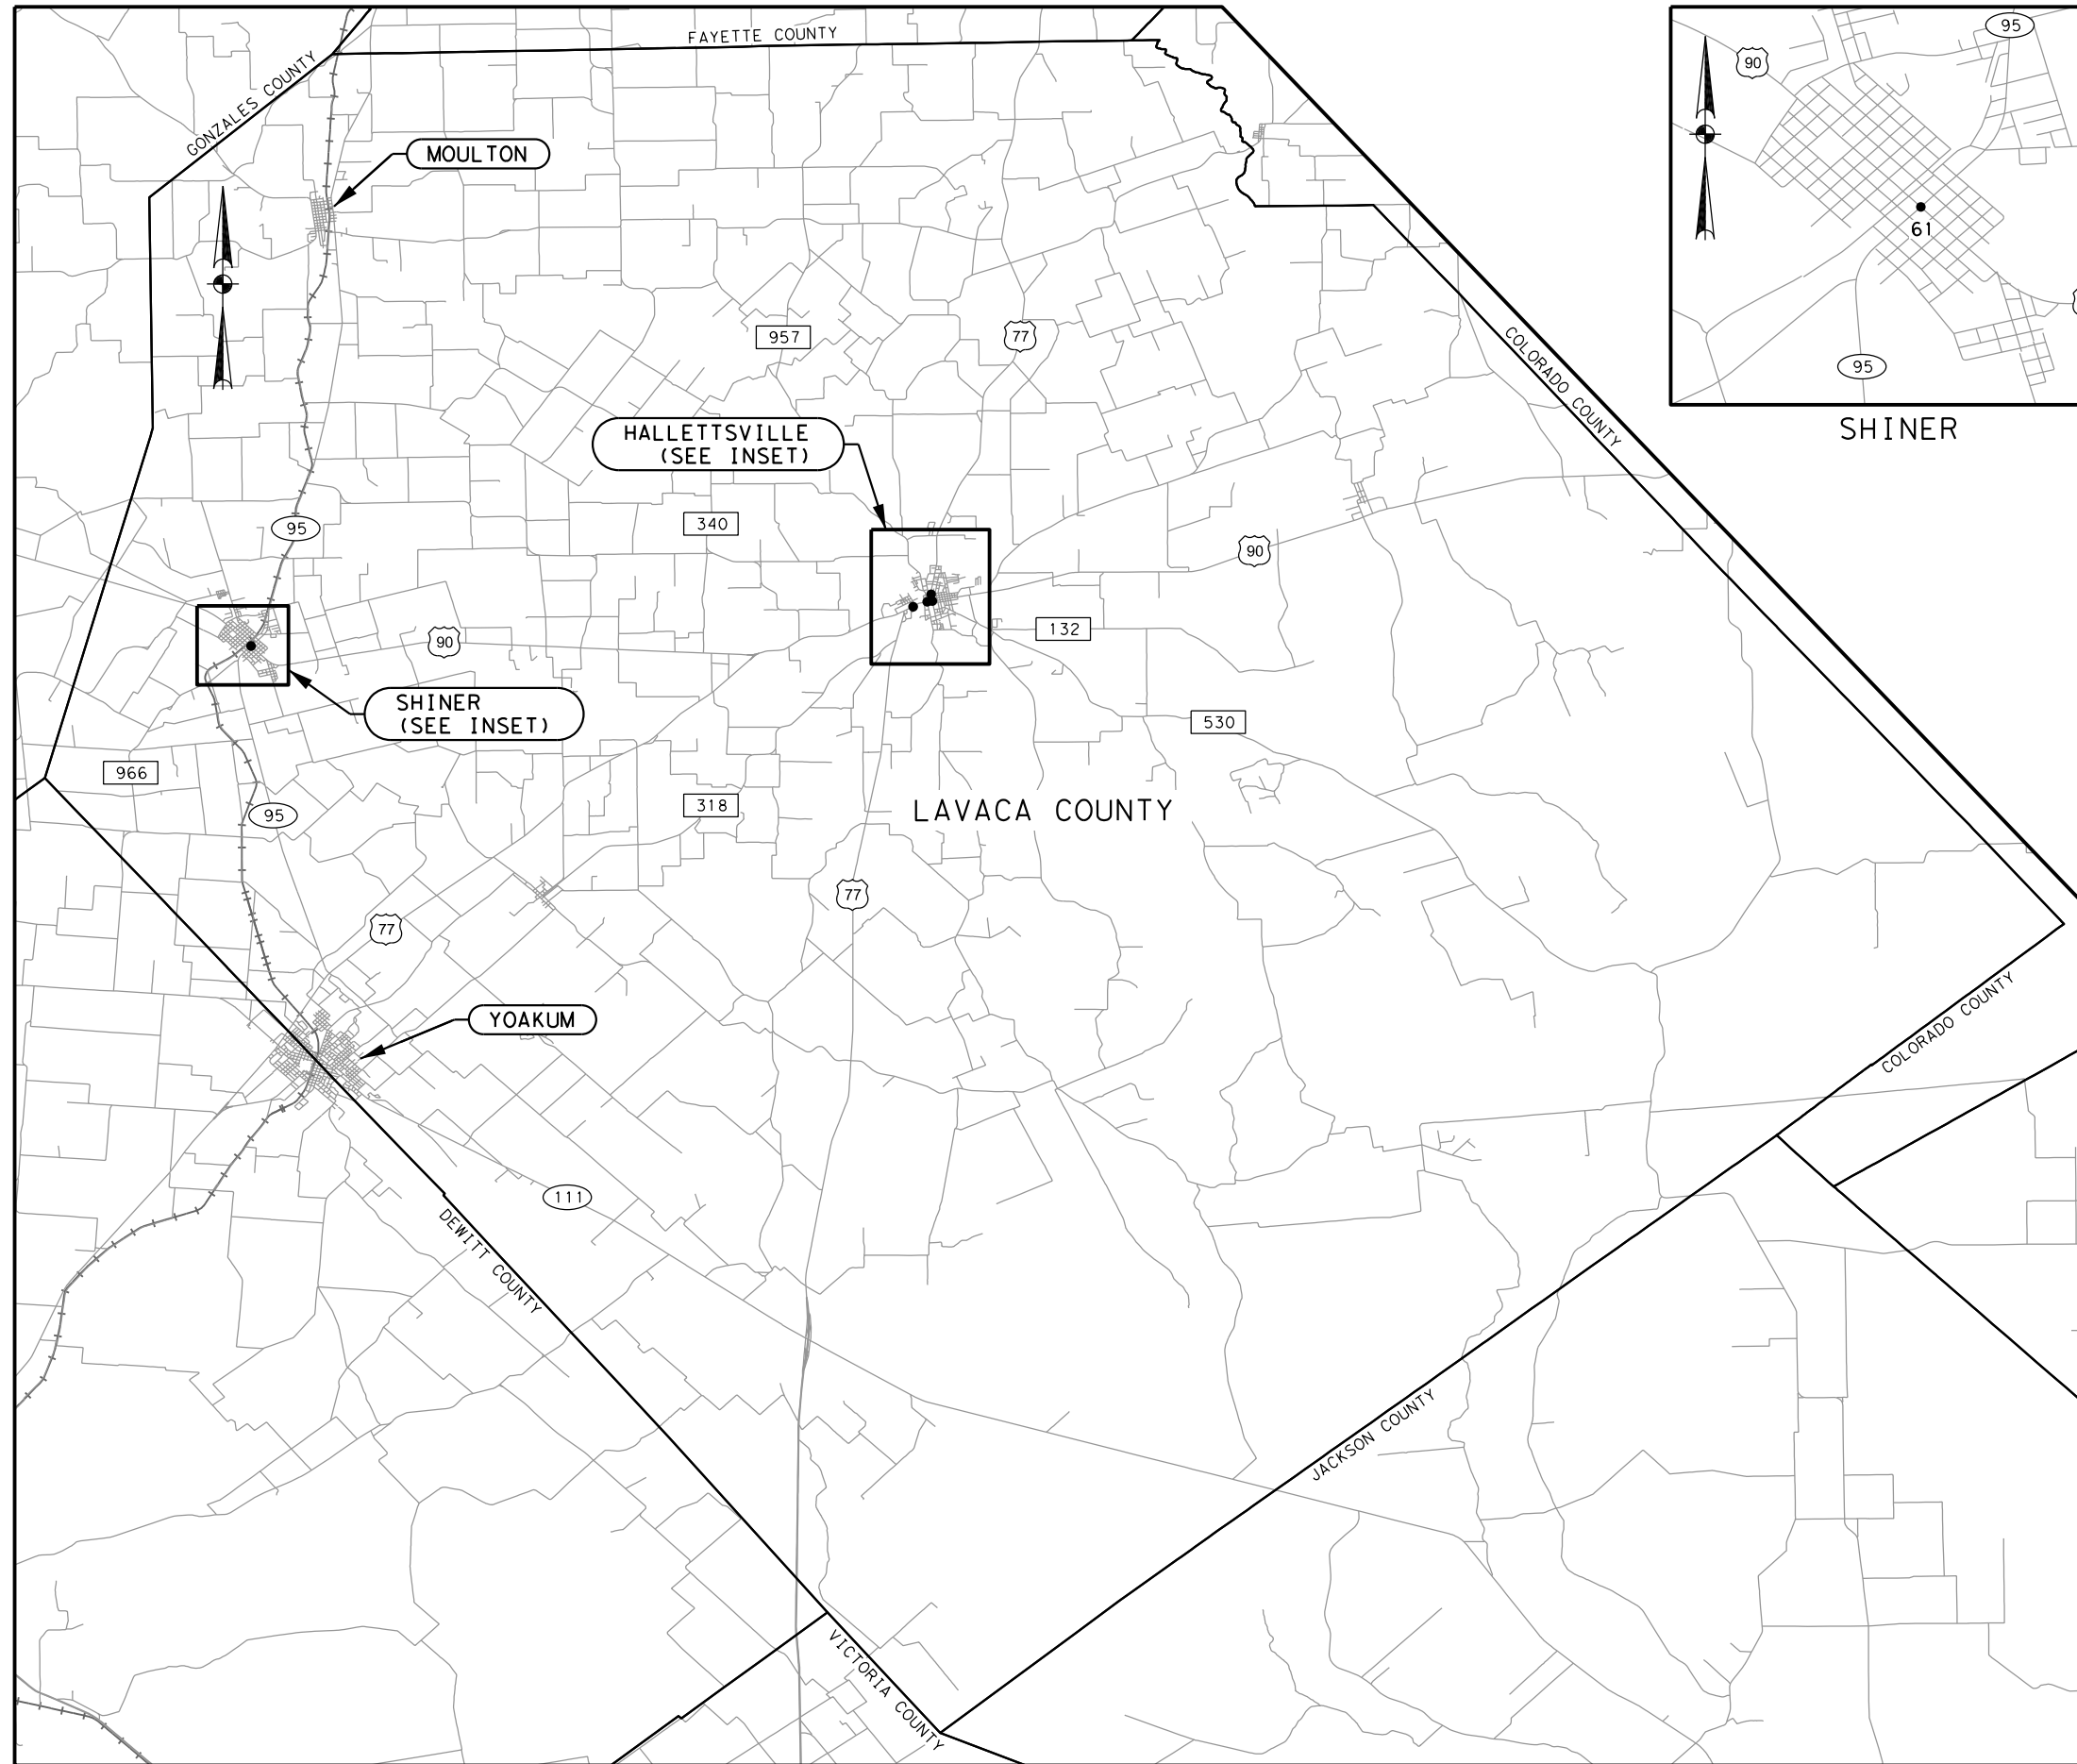 FAYETTE COUNTY
GONZALES COUNTY
MOULTON
957
77
COLORADO COUNTY
HALLETTSVILLE
(SEE INSET)
95
340
90
132
90
SHINER
(SEE INSET)
530
966
318
95
LAVACA COUNTY
77
77
YOAKUM
COLORADO COUNTY
111
DEWITT COUNTY
JACKSON COUNTY
VICTORIA COUNTY
95
90
61
95
SHINER